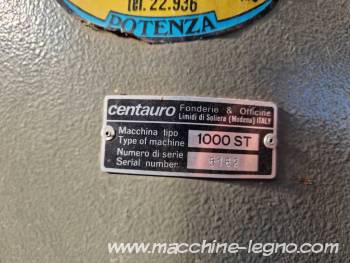 Tel. 22.936
POTENZA
centauro Fonderie & Officine
Limidi di Soliera (Modena) ITALY
Macchina tipo
Type of machine 1000 ST
Numero di serie
Serial number
www.macchine-legno.com